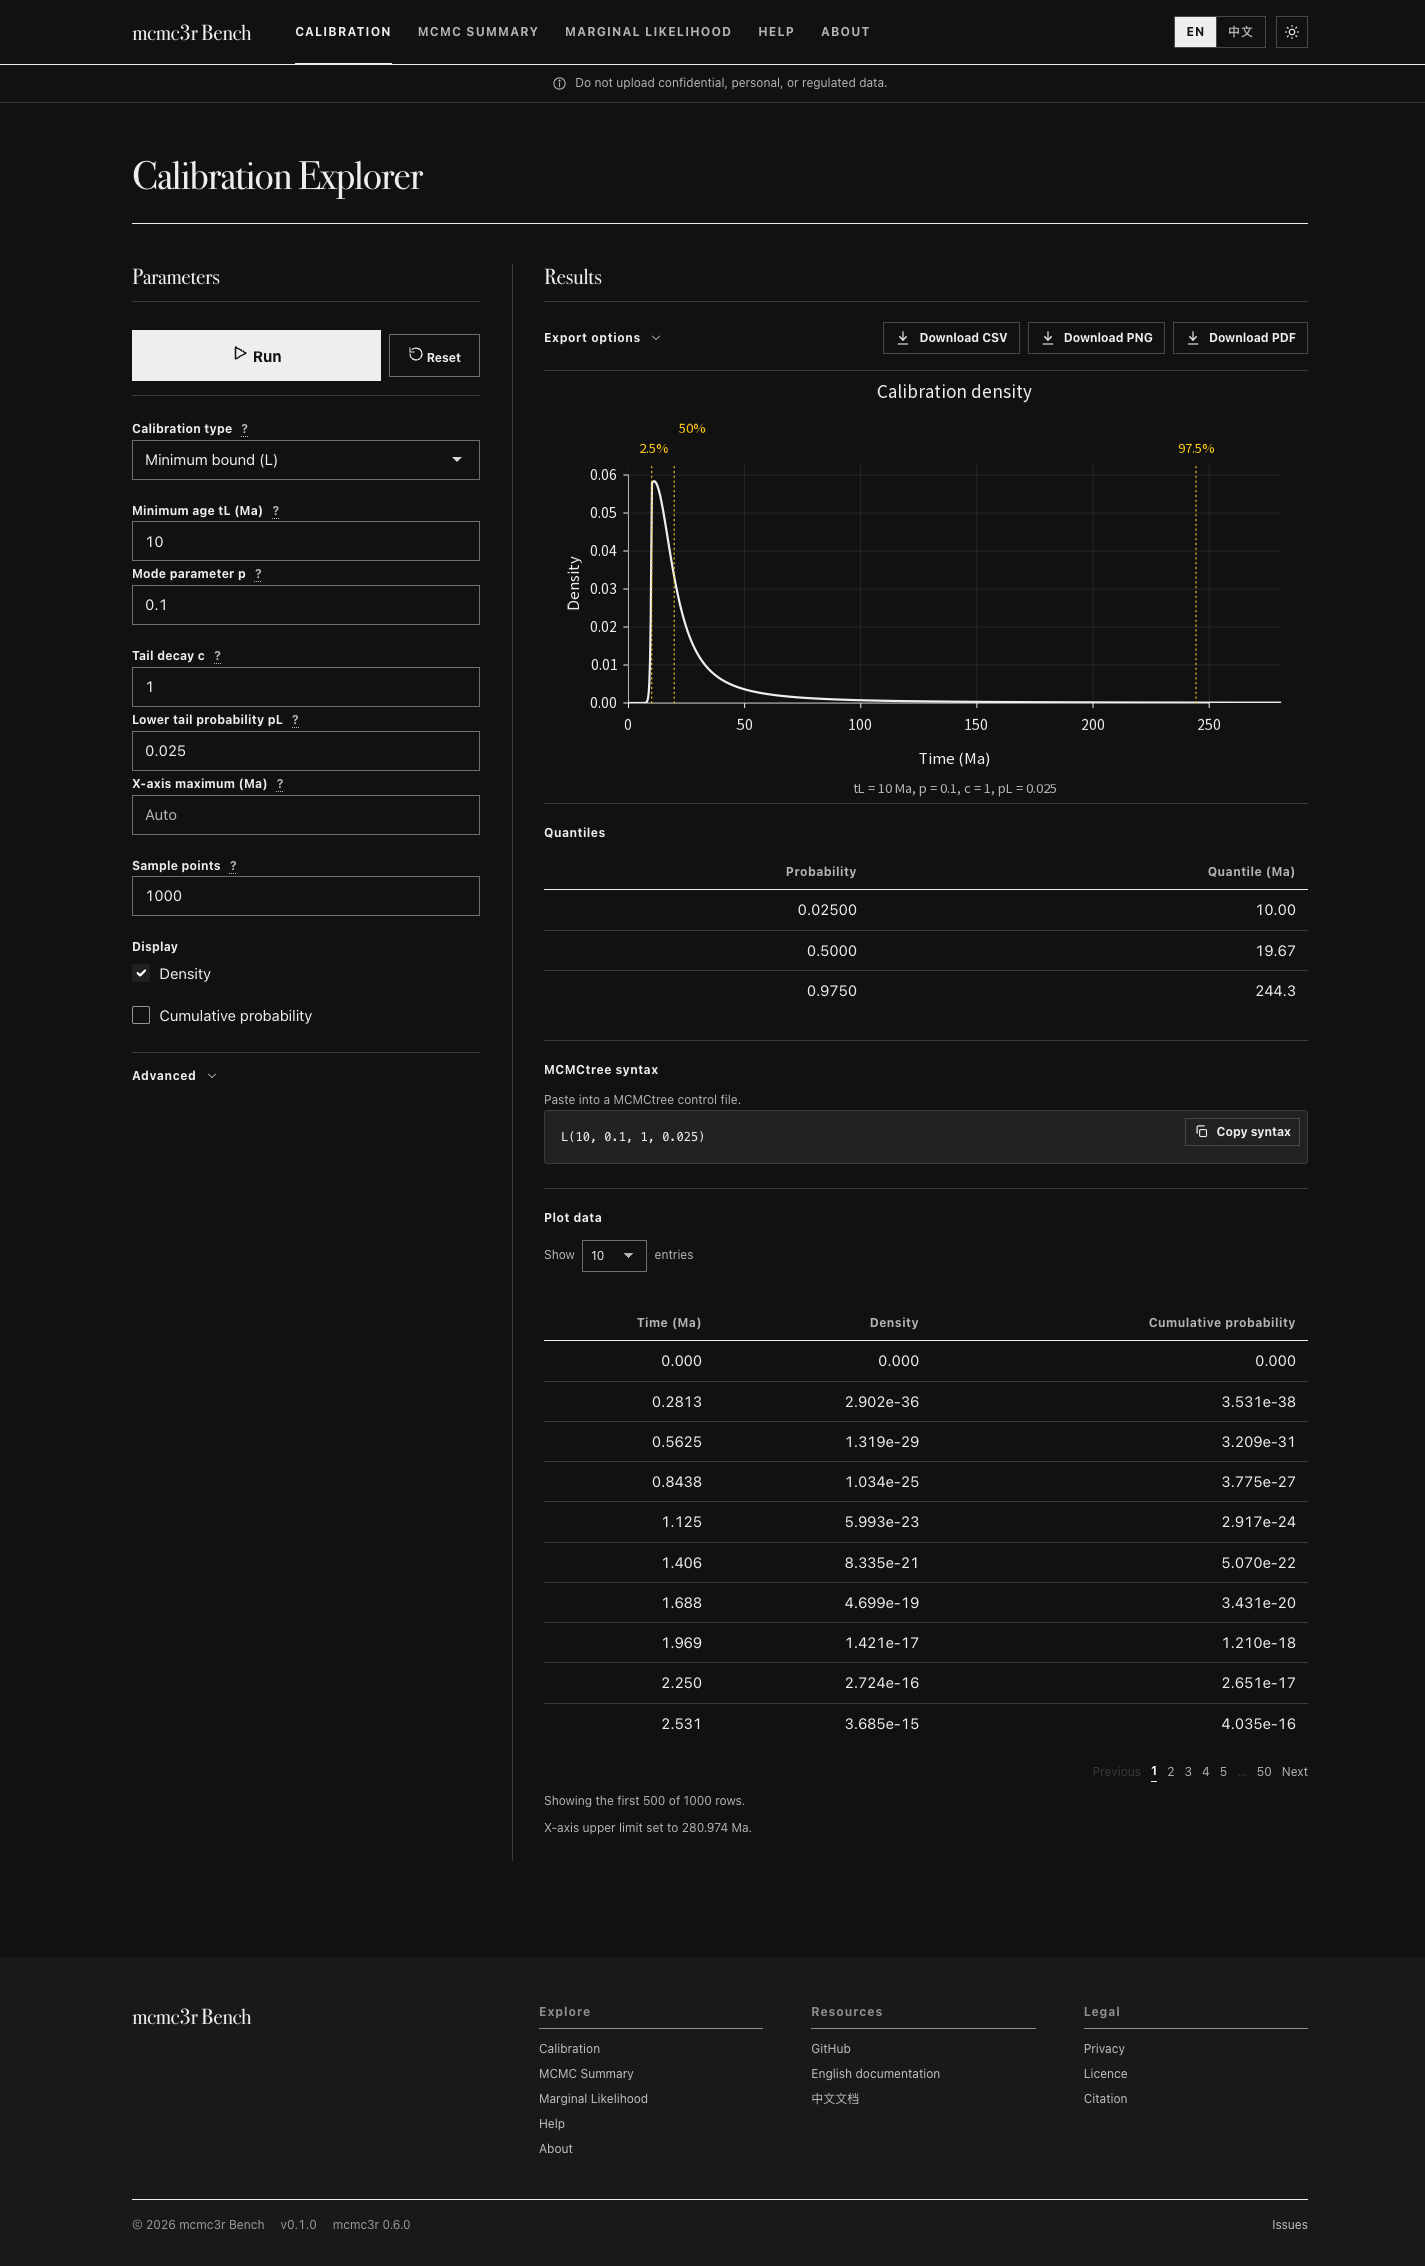 mcmc3r Bench
CALIBRATION MCMC SUMMARY MARGINAL LIKELIHOOD HELP ABOUT
EN 中文
Do not upload confidential, personal, or regulated data.
Calibration Explorer
Parameters
Run Reset
Calibration type ?
Minimum bound (L)
Minimum age tL (Ma) ?
10
Mode parameter p ?
0.1
Tail decay c ?
1
Lower tail probability pL ?
0.025
X-axis maximum (Ma) ?
Auto
Sample points ?
1000
Display
Density
Cumulative probability
Advanced
Results
Export options Download CSV Download PNG Download PDF
Calibration density
50%
2.5% 97.5%
0.06
0.05
0.04
0.03
0.02
0.01
0.00
Density
0 50 100 150 200 250
Time (Ma)
tL = 10 Ma, p = 0.1, c = 1, pL = 0.025
Quantiles
Probability Quantile (Ma)
0.02500 10.00
0.5000 19.67
0.9750 244.3
MCMCtree syntax
Paste into a MCMCtree control file.
L(10, 0.1, 1, 0.025) Copy syntax
Plot data
Show 10 entries
Time (Ma) Density Cumulative probability
0.000 0.000 0.000
0.2813 2.902e-36 3.531e-38
0.5625 1.319e-29 3.209e-31
0.8438 1.034e-25 3.775e-27
1.125 5.993e-23 2.917e-24
1.406 8.335e-21 5.070e-22
1.688 4.699e-19 3.431e-20
1.969 1.421e-17 1.210e-18
2.250 2.724e-16 2.651e-17
2.531 3.685e-15 4.035e-16
Previous 1 2 3 4 5 … 50 Next
Showing the first 500 of 1000 rows.
X-axis upper limit set to 280.974 Ma.
mcmc3r Bench
Explore
Calibration
MCMC Summary
Marginal Likelihood
Help
About
Resources
GitHub
English documentation
中文文档
Legal
Privacy
Licence
Citation
© 2026 mcmc3r Bench v0.1.0 mcmc3r 0.6.0 Issues